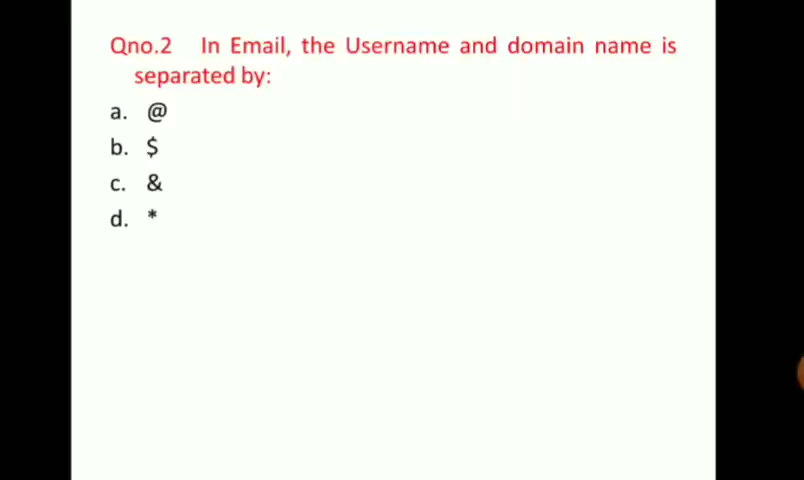 Qno.2 In Email, the Username and domain name is
separated by:
a. @
b. $
c. &
d. *